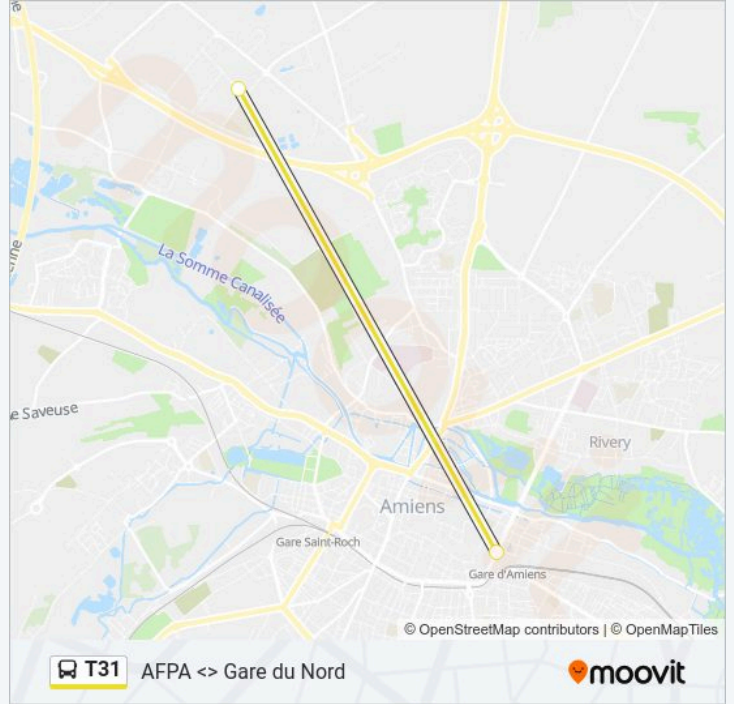 La Somme Canalisée
Saveuse
Rivery
Amiens
Gare Saint-Roch
Gare d'Amiens
© OpenStreetMap contributors | © OpenMapTiles
T31 AFPA <> Gare du Nord
moovit